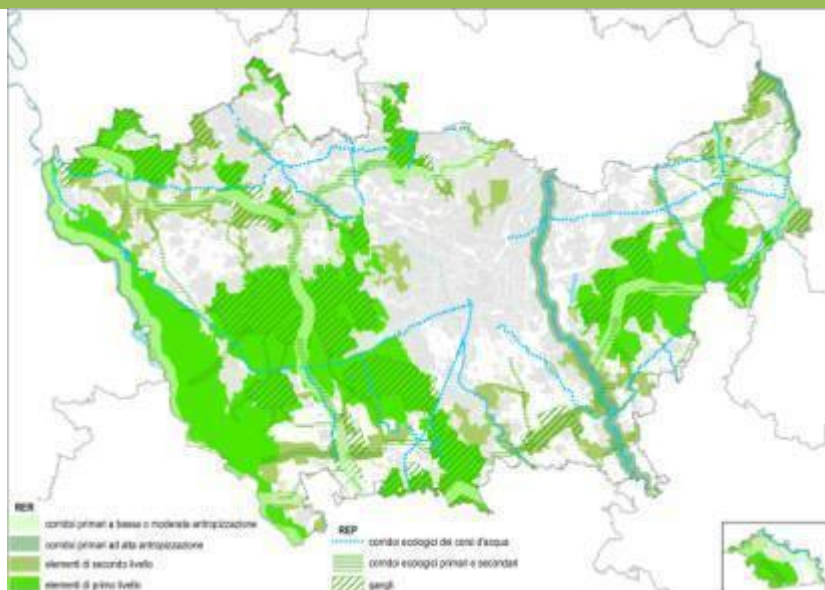 RER
corridoi primari a bassa o moderata antropizzazione
corridoi primari ad alta antropizzazione
elementi di secondo livello
elementi di primo livello
REP
corridoi ecologici dei corsi d'acqua
corridoi ecologici primari e secondari
gangli